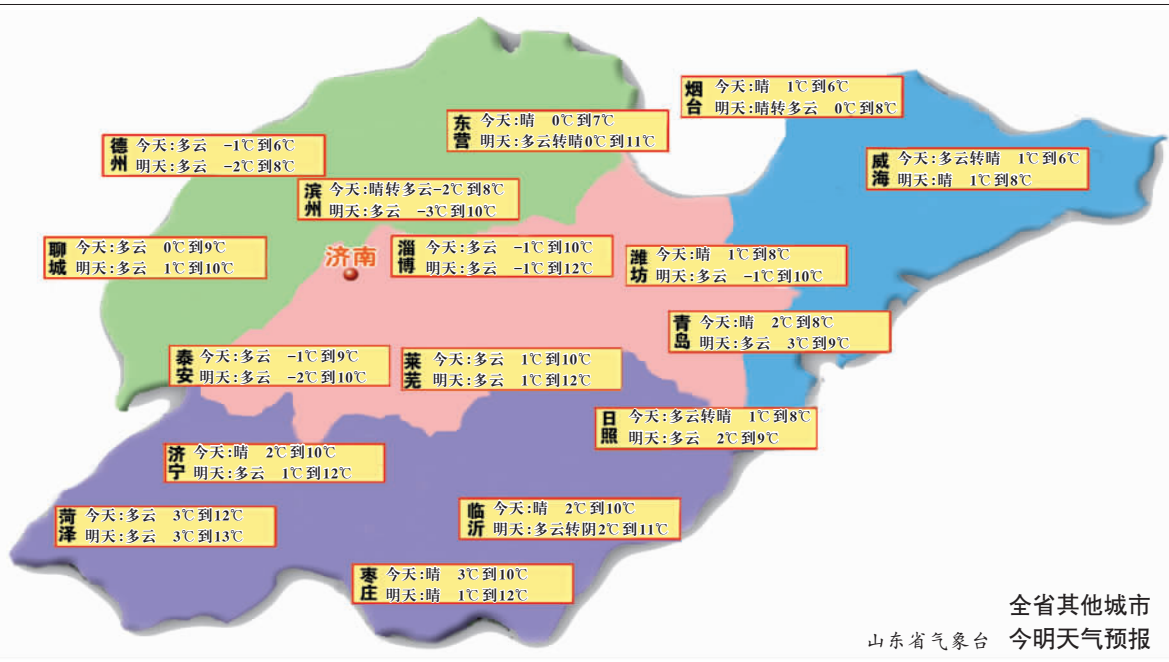 烟台
今天:晴 1℃到6℃
明天:晴转多云 0℃到8℃
东营
今天:晴 0℃到7℃
明天:多云转晴0℃到11℃
德州
今天:多云 -1℃到6℃
明天:多云 -2℃到8℃
威海
今天:多云转晴 1℃到6℃
明天:晴 1℃到8℃
滨州
今天:晴转多云-2℃到8℃
明天:多云 -3℃到10℃
聊城
今天:多云 0℃到9℃
明天:多云 1℃到10℃
济南
淄博
今天:多云 -1℃到10℃
明天:多云 -1℃到12℃
潍坊
今天:晴 1℃到8℃
明天:多云 -1℃到10℃
青岛
今天:晴 2℃到8℃
明天:多云 3℃到9℃
泰安
今天:多云 -1℃到9℃
明天:多云 -2℃到10℃
莱芜
今天:多云 1℃到10℃
明天:多云 1℃到12℃
日照
今天:多云转晴 1℃到8℃
明天:多云 2℃到9℃
济宁
今天:晴 2℃到10℃
明天:多云 1℃到12℃
临沂
今天:晴 2℃到10℃
明天:多云转阴2℃到11℃
菏泽
今天:多云 3℃到12℃
明天:多云 3℃到13℃
枣庄
今天:晴 3℃到10℃
明天:晴 1℃到12℃
全省其他城市
山东省气象台 今明天气预报